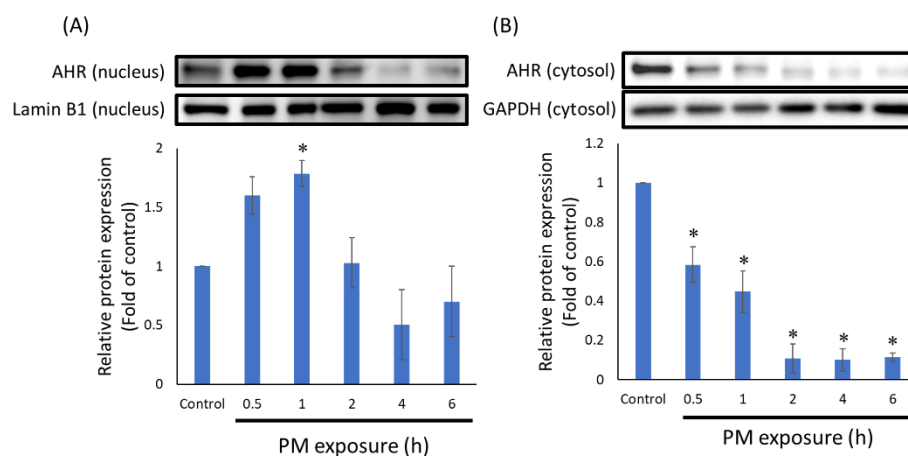 (A)
AHR (nucleus)
Lamin B1 (nucleus)
Relative protein expression
(Fold of control)
2
1.5
1
0.5
0
*
Control 0.5 1 2 4 6
PM exposure (h)
(B)
AHR (cytosol)
GAPDH (cytosol)
Relative protein expression
(Fold of control)
1.2
1
0.8
0.6
0.4
0.2
0
* * * * *
Control 0.5 1 2 4 6
PM exposure (h)